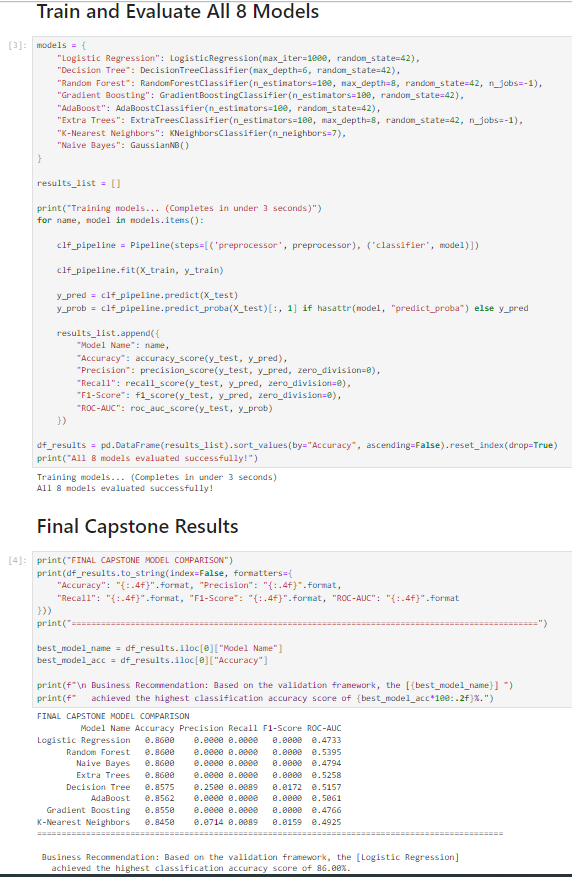 Train and Evaluate All 8 Models
[3]: models = {
"Logistic Regression": LogisticRegression(max_iter=1000, random_state=42),
"Decision Tree": DecisionTreeClassifier(max_depth=6, random_state=42),
"Random Forest": RandomForestClassifier(n_estimators=100, max_depth=8, random_state=42, n_jobs=-1),
"Gradient Boosting": GradientBoostingClassifier(n_estimators=100, random_state=42),
"AdaBoost": AdaBoostClassifier(n_estimators=100, random_state=42),
"Extra Trees": ExtraTreesClassifier(n_estimators=100, max_depth=8, random_state=42, n_jobs=-1),
"K-Nearest Neighbors": KNeighborsClassifier(n_neighbors=7),
"Naive Bayes": GaussianNB()
}
results_list = []
print("Training models... (Completes in under 3 seconds)")
for name, model in models.items():
clf_pipeline = Pipeline(steps=[('preprocessor', preprocessor), ('classifier', model)])
clf_pipeline.fit(X_train, y_train)
y_pred = clf_pipeline.predict(X_test)
y_prob = clf_pipeline.predict_proba(X_test)[:, 1] if hasattr(model, "predict_proba") else y_pred
results_list.append({
"Model Name": name,
"Accuracy": accuracy_score(y_test, y_pred),
"Precision": precision_score(y_test, y_pred, zero_division=0),
"Recall": recall_score(y_test, y_pred, zero_division=0),
"F1-Score": f1_score(y_test, y_pred, zero_division=0),
"ROC-AUC": roc_auc_score(y_test, y_prob)
})
df_results = pd.DataFrame(results_list).sort_values(by="Accuracy", ascending=False).reset_index(drop=True)
print("All 8 models evaluated successfully!")
Training models... (Completes in under 3 seconds)
All 8 models evaluated successfully!
Final Capstone Results
[4]: print("FINAL CAPSTONE MODEL COMPARISON")
print(df_results.to_string(index=False, formatters={
"Accuracy": "{:.4f}".format, "Precision": "{:.4f}".format,
"Recall": "{:.4f}".format, "F1-Score": "{:.4f}".format, "ROC-AUC": "{:.4f}".format
}))
print("=====================================================================================")
best_model_name = df_results.iloc[0]["Model Name"]
best_model_acc = df_results.iloc[0]["Accuracy"]
print(f"\n Business Recommendation: Based on the validation framework, the [{best_model_name}] ")
print(f" achieved the highest classification accuracy score of {best_model_acc*100:.2f}%.")
FINAL CAPSTONE MODEL COMPARISON
Model Name Accuracy Precision Recall F1-Score ROC-AUC
Logistic Regression 0.8600 0.0000 0.0000 0.0000 0.4733
Random Forest 0.8600 0.0000 0.0000 0.0000 0.5395
Naive Bayes 0.8600 0.0000 0.0000 0.0000 0.4794
Extra Trees 0.8600 0.0000 0.0000 0.0000 0.5258
Decision Tree 0.8575 0.2500 0.0089 0.0172 0.5157
AdaBoost 0.8562 0.0000 0.0000 0.0000 0.5061
Gradient Boosting 0.8550 0.0000 0.0000 0.0000 0.4766
K-Nearest Neighbors 0.8450 0.0714 0.0089 0.0159 0.4925
=====================================================================================
Business Recommendation: Based on the validation framework, the [Logistic Regression]
achieved the highest classification accuracy score of 86.00%.